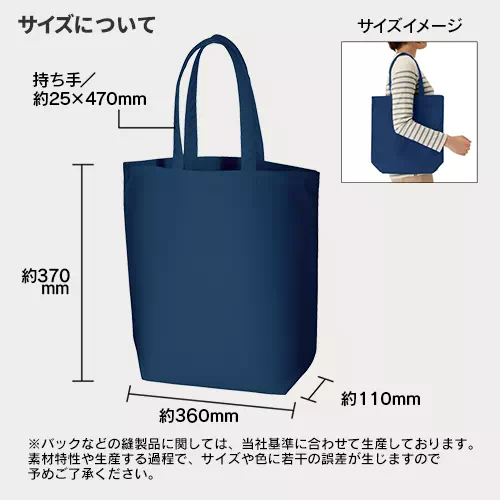 サイズについて
サイズイメージ
持ち手／
約25×470mm
約370
mm
約360mm
約110mm
※バックなどの縫製品に関しては、当社基準に合わせて生産しております。
素材特性や生産する過程で、サイズや色に若干の誤差が生じますので
予めご了承ください。